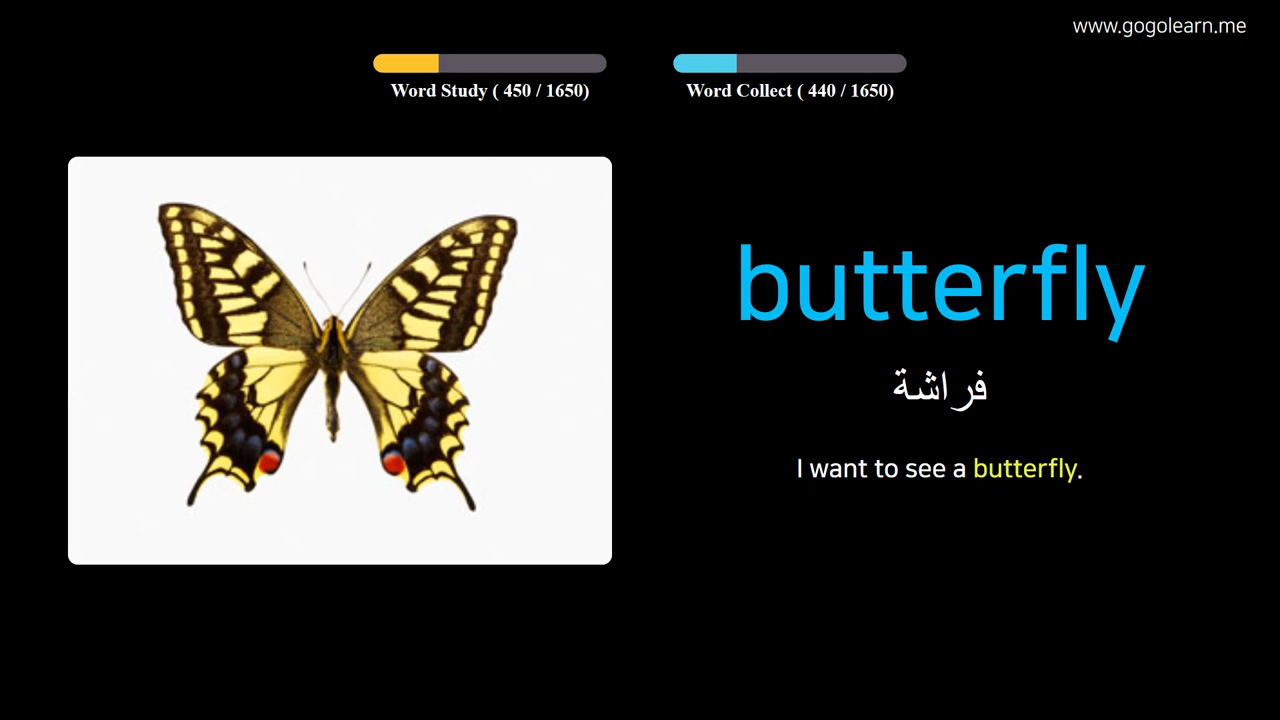 www.gogolearn.me
Word Study ( 450 / 1650)
Word Collect ( 440 / 1650)
butterfly
فراشة
I want to see a butterfly.